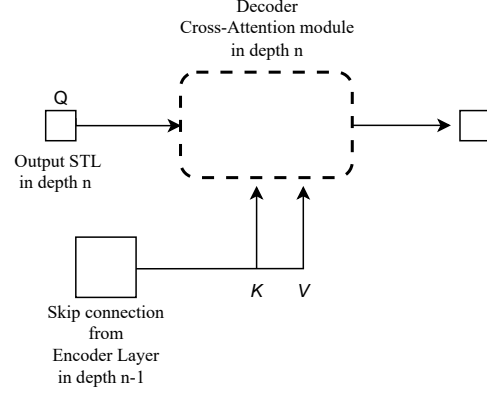 Decoder
Cross-Attention module
in depth n
Q
Output STL
in depth n
K V
Skip connection
from
Encoder Layer
in depth n-1